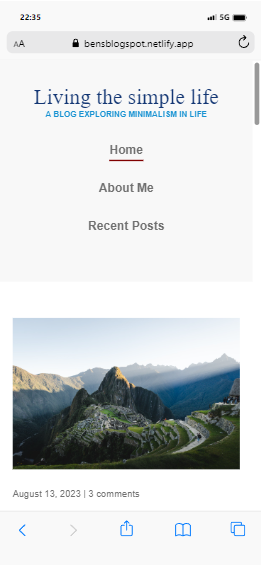 22:35
5G
AA
bensblogspot.netlify.app
Living the simple life
A BLOG EXPLORING MINIMALISM IN LIFE
Home
About Me
Recent Posts
August 13, 2023 | 3 comments